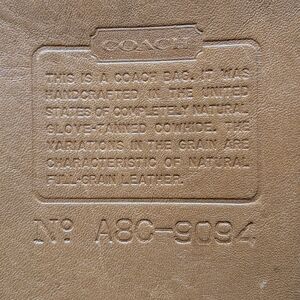 COACH
THIS IS A COACH BAG. IT WAS
HANDCRAFTED IN THE UNITED
STATES OF COMPLETELY NATURAL
GLOVE-TANNED COWHIDE. THE
VARIATIONS IN THE GRAIN ARE
CHARACTERISTIC OF NATURAL
FULL-GRAIN LEATHER.
Nº A8C-9094